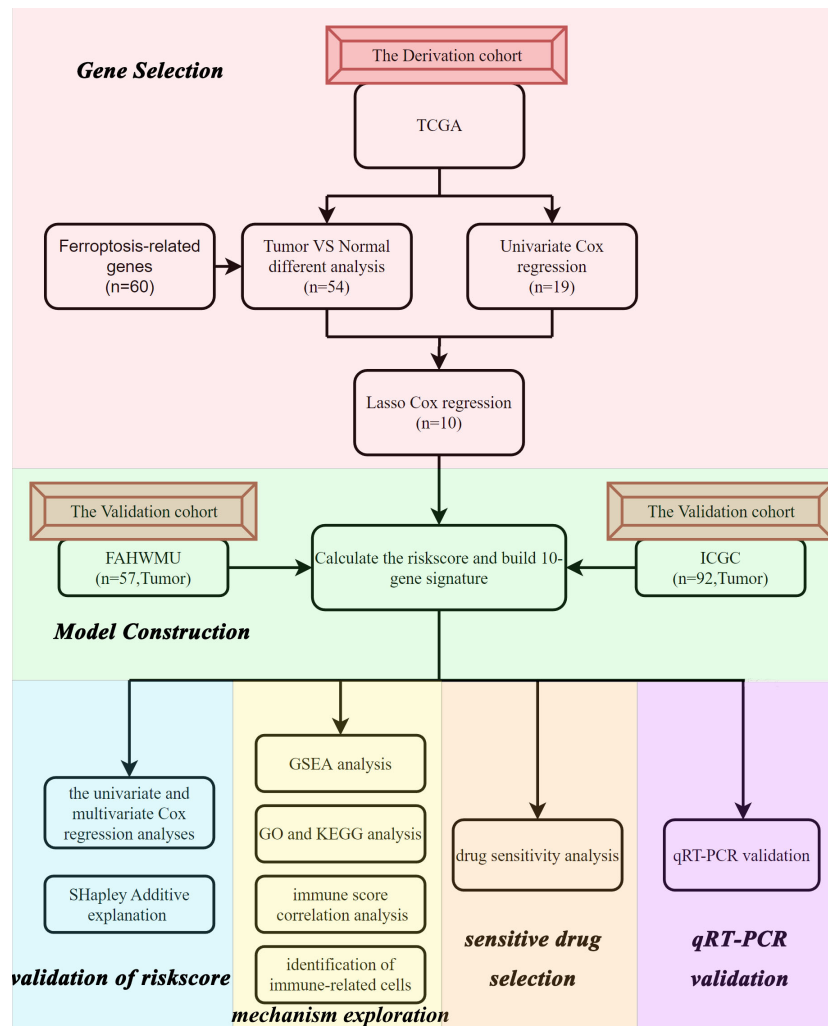 Gene Selection
The Derivation cohort
TCGA
Ferroptosis-related
genes
(n=60)
Tumor VS Normal
different analysis
(n=54)
Univariate Cox
regression
(n=19)
Lasso Cox regression
(n=10)
The Validation cohort
FAHWMU
(n=57,Tumor)
Calculate the riskscore and build 10-
gene signature
The Validation cohort
ICGC
(n=92,Tumor)
Model Construction
the univariate and
multivariate Cox
regression analyses
SHapley Additive
explanation
validation of riskscore
GSEA analysis
GO and KEGG analysis
immune score
correlation analysis
identification of
immune-related cells
mechanism exploration
drug sensitivity analysis
sensitive drug
selection
qRT-PCR validation
qRT-PCR
validation